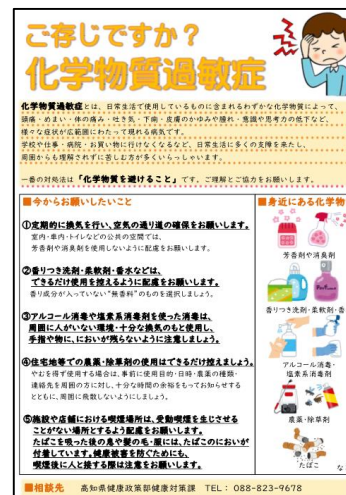 ご存じですか？
化学物質過敏症
化学物質過敏症とは、日常生活で使用しているものに含まれるわずかな化学物質によって、
頭痛・めまい・体の痛み・吐き気・下痢・皮膚のかゆみや腫れ・意識や思考力の低下など、
様々な症状が広範囲にわたって現れる病気です。
学校や仕事・病院・お買い物に行けなくなるなど、日常生活に多くの支障を来たし、
周囲からも理解されずに苦しむ方が多くいらっしゃいます。
一番の対処法は「化学物質を避けること」です。ご理解とご協力をお願いします。
■今からお願いしたいこと
①定期的に換気を行い、空気の通り道の確保をお願いします。
室内・車内・トイレなどの公共の空間では、
芳香剤や消臭剤を使用しないように配慮をお願いします。
②香りつき洗剤・柔軟剤・香水などは、
できるだけ使用を控えるように配慮をお願いします。
香り成分が入っていない“無香料”のものを選択しましょう。
③アルコール消毒や塩素系消毒剤を使った消毒は、
周囲に人がいない環境・十分な換気のもと使用し、
手指や物に、においが残らないように注意しましょう。
④住宅地等での農薬・除草剤の使用はできるだけ控えましょう。
やむを得ず使用する場合は、事前に使用目的・日時・農薬の種類・
連絡先を周囲の方に対し、十分な時間の余裕をもってお知らせする
とともに、周囲に飛散しないようにしましょう。
⑤施設や店舗における喫煙場所は、受動喫煙を生じさせる
ことがない場所とするよう配慮をお願いします。
たばこを吸った後の息や髪の毛・服には、たばこのにおいが
付着しています。健康被害を防ぐためにも、
喫煙後に人と接する際は注意をお願いします。
■身近にある化学物
芳香剤や消臭剤
香りつき洗剤・柔軟剤・香
アルコール消毒・
塩素系消毒剤
農薬・除草剤
たばこ
な
■相談先 高知県健康政策部健康対策課 TEL：088-823-9678